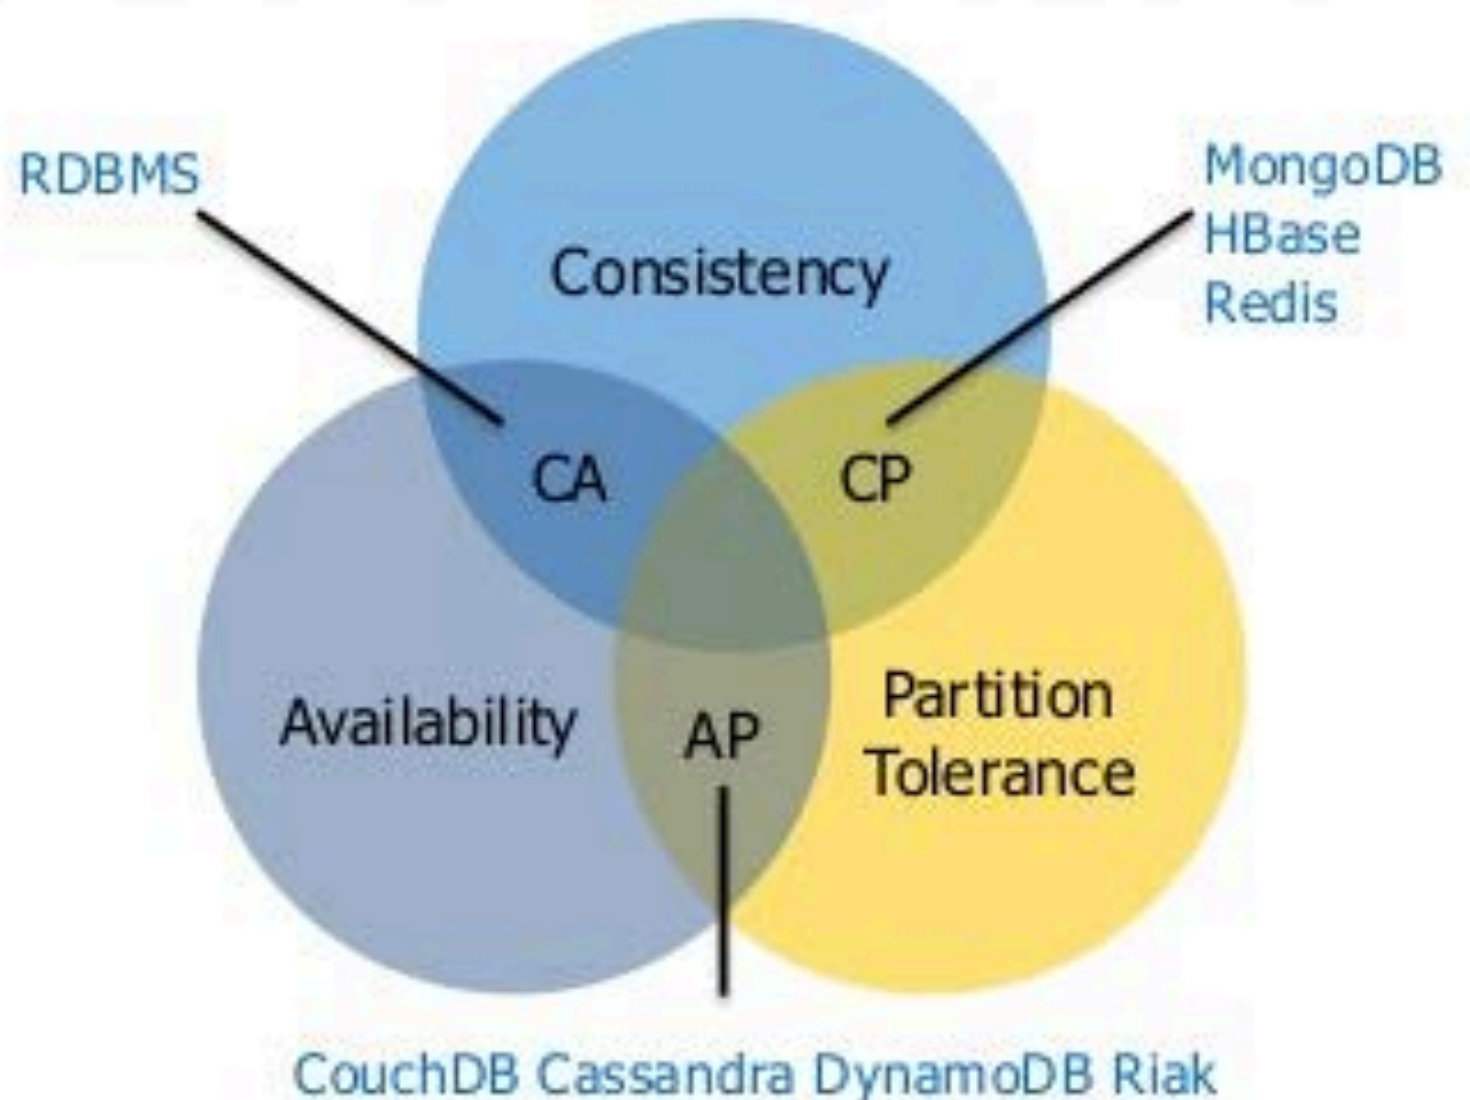 RDBMS
MongoDB
HBase
Redis
Consistency
CA
CP
Availability
AP
Partition
Tolerance
CouchDB Cassandra DynamoDB Riak